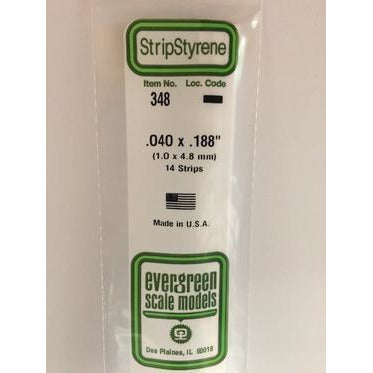 StripStyrene
Item No. Loc. Code
348
.040 x .188"
(1.0 x 4.8 mm)
14 Strips
Made in U.S.A.
evergreen
scale models
Des Plaines, IL 60018